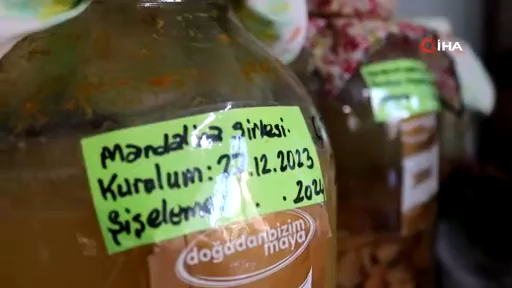 İHA
Mandalina Sirkesi.
Kurulum: 22.12.2023
Şişeleme . . 2024
doğadanbizim
maya